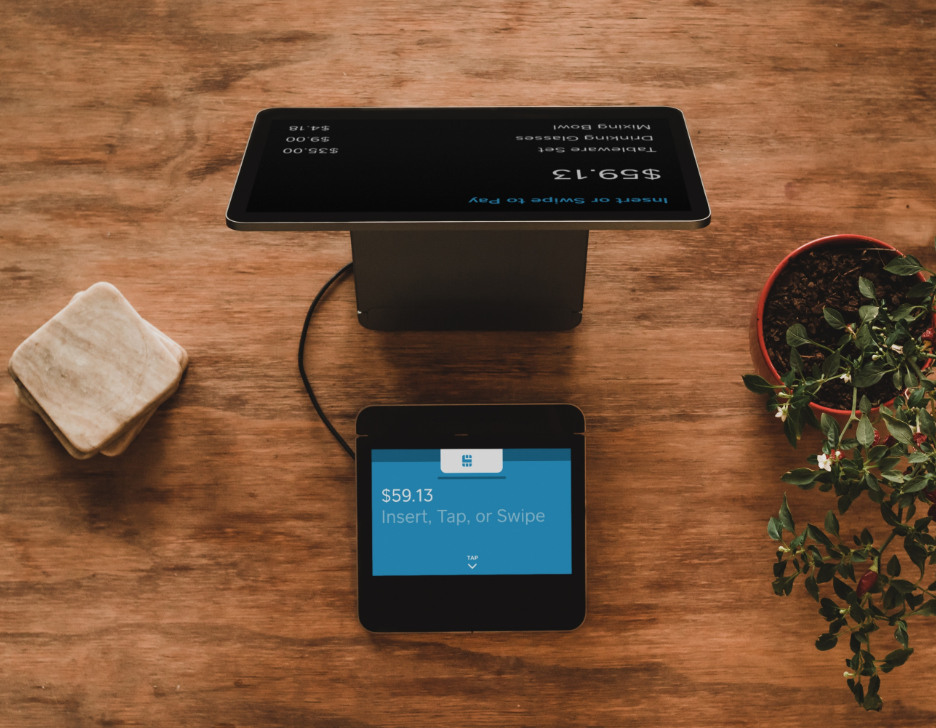 Insert or Swipe to Pay
$59.13
Tableware Set $35.00
Drinking Glasses $9.00
Mixing Bowl $4.18
$59.13
Insert, Tap, or Swipe
TAP